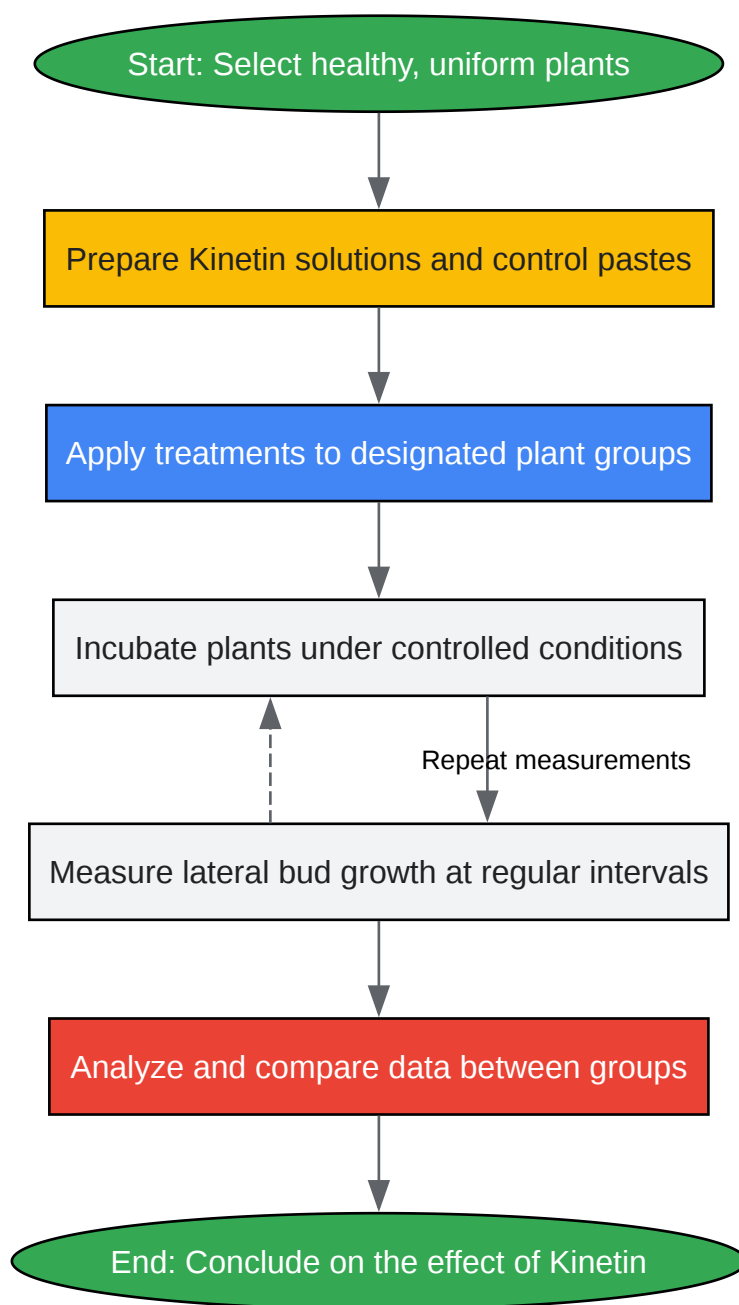 Start: Select healthy, uniform plants
Prepare Kinetin solutions and control pastes
Apply treatments to designated plant groups
Incubate plants under controlled conditions
Repeat measurements
Measure lateral bud growth at regular intervals
Analyze and compare data between groups
End: Conclude on the effect of Kinetin